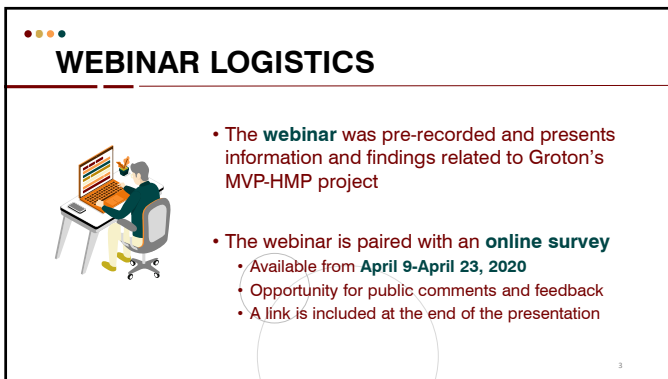 WEBINAR LOGISTICS
• The webinar was pre-recorded and presents
information and findings related to Groton's
MVP-HMP project
• The webinar is paired with an online survey
• Available from April 9-April 23, 2020
• Opportunity for public comments and feedback
• A link is included at the end of the presentation
3